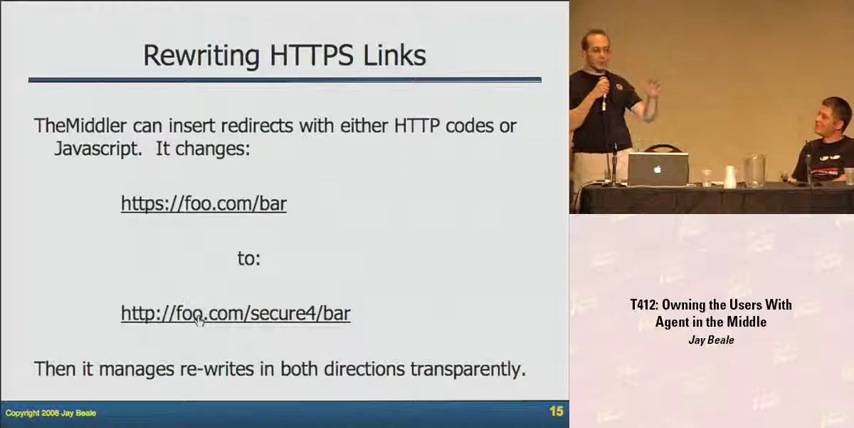 Rewriting HTTPS Links
TheMiddler can insert redirects with either HTTP codes or
Javascript. It changes:
https://foo.com/bar
to:
http://foo.com/secure4/bar
Then it manages re-writes in both directions transparently.
Copyright 2008 Jay Beale
15
T412: Owning the Users With
Agent in the Middle
Jay Beale